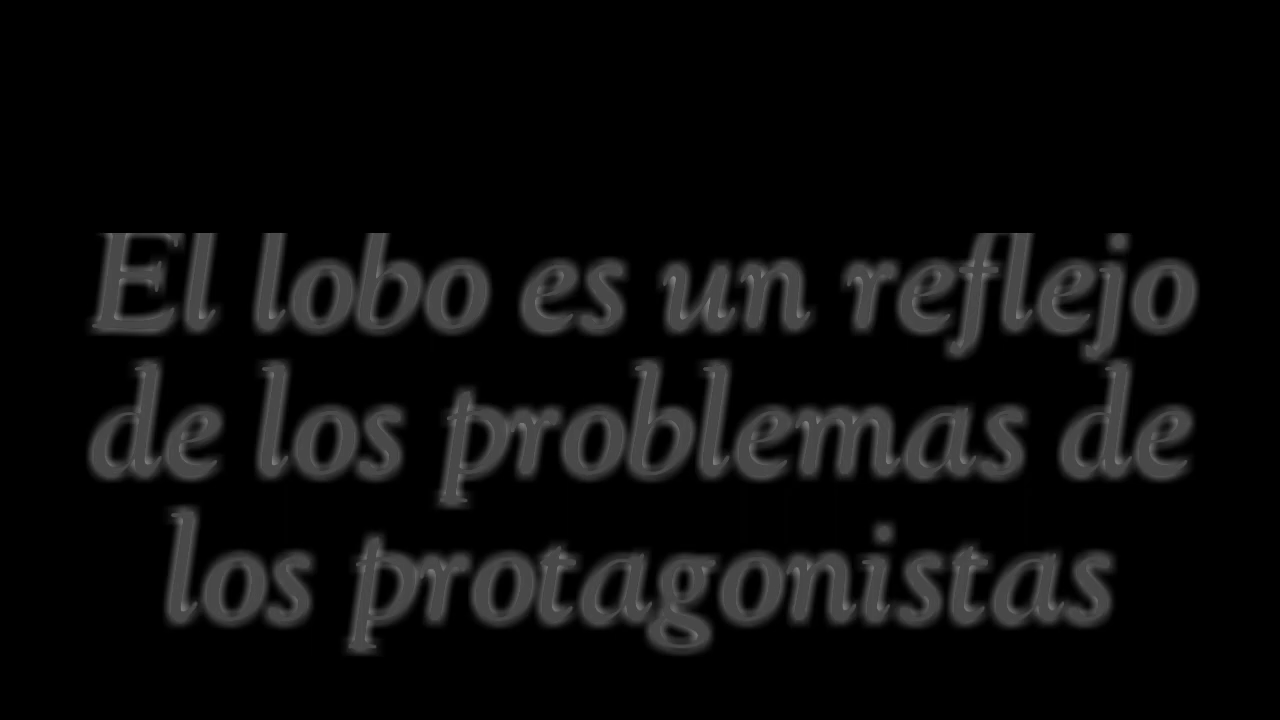 El lobo es un reflejo
de los problemas de
los protagonistas